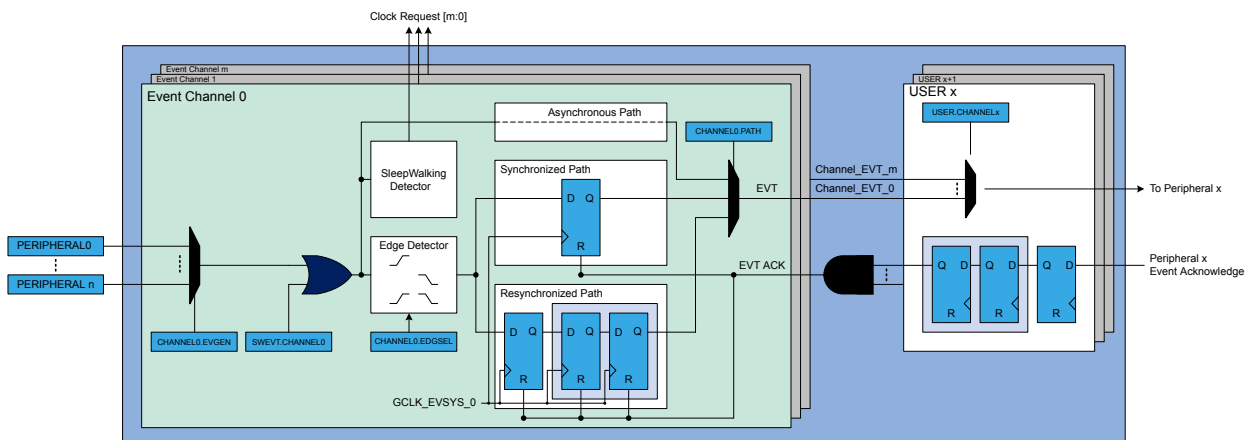 Clock Request [m:0]
Event Channel m
Event Channel 1
Event Channel 0
USER x+1
USER x
Asynchronous Path
CHANNEL0.PATH
USER.CHANNELx
SleepWalking
Detector
Synchronized Path
D Q
R
EVT
Channel_EVT_m
Channel_EVT_0
To Peripheral x
PERIPHERAL0
PERIPHERAL n
Edge Detector
EVT ACK
Q D
R
Q D
R
Q D
R
Peripheral x
Event Acknowledge
CHANNEL0.EVGEN
SWEVT.CHANNEL0
CHANNEL0.EDGSEL
Resynchronized Path
D Q
R
D Q
R
D Q
R
GCLK_EVSYS_0